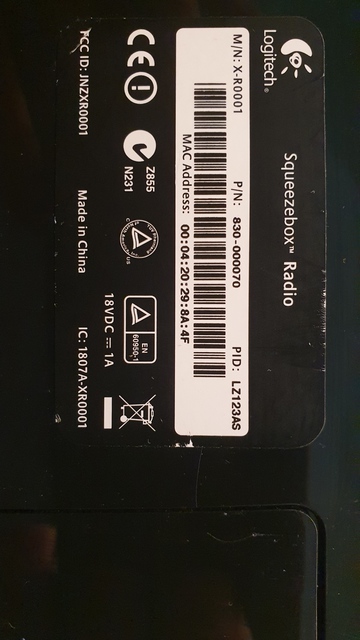 Logitech®
Squeezebox™ Radio
M/N: X-R0001 P/N: 830-000070 PID: LZ123AS
MAC Address: 00:04:20:29:8A:4F
Z855
N231
EN
60950-1
18VDC ⎓ 1A
FCC ID: JNZXR0001 Made in China IC: 1807A-XR0001